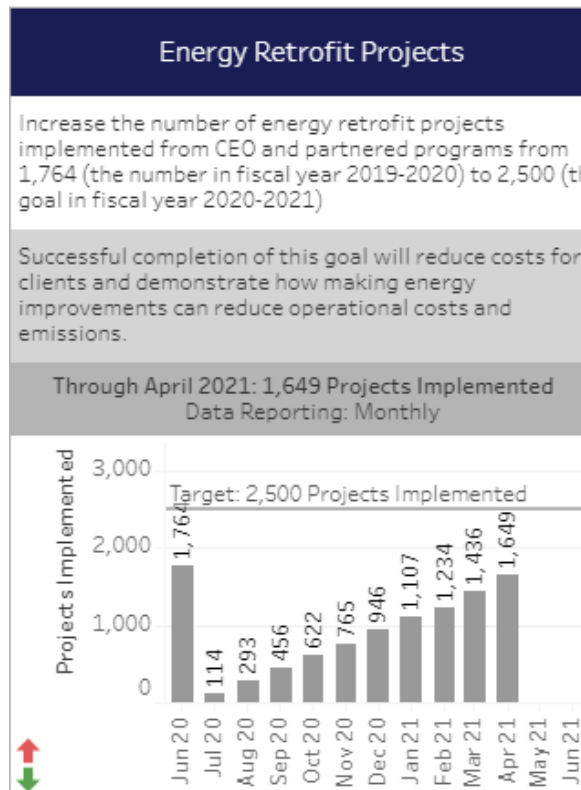 Energy Retrofit Projects
Increase the number of energy retrofit projects
implemented from CEO and partnered programs from
1,764 (the number in fiscal year 2019-2020) to 2,500 (th
goal in fiscal year 2020-2021)
Successful completion of this goal will reduce costs for
clients and demonstrate how making energy
improvements can reduce operational costs and
emissions.
Through April 2021: 1,649 Projects Implemented
Data Reporting: Monthly
Projects Implemented
3,000
2,000
1,000
0
Target: 2,500 Projects Implemented
1,764
114
293
456
622
765
946
1,107
1,234
1,436
1,649
Jun 20
Jul 20
Aug 20
Sep 20
Oct 20
Nov 20
Dec 20
Jan 21
Feb 21
Mar 21
Apr 21
May 21
Jun 21